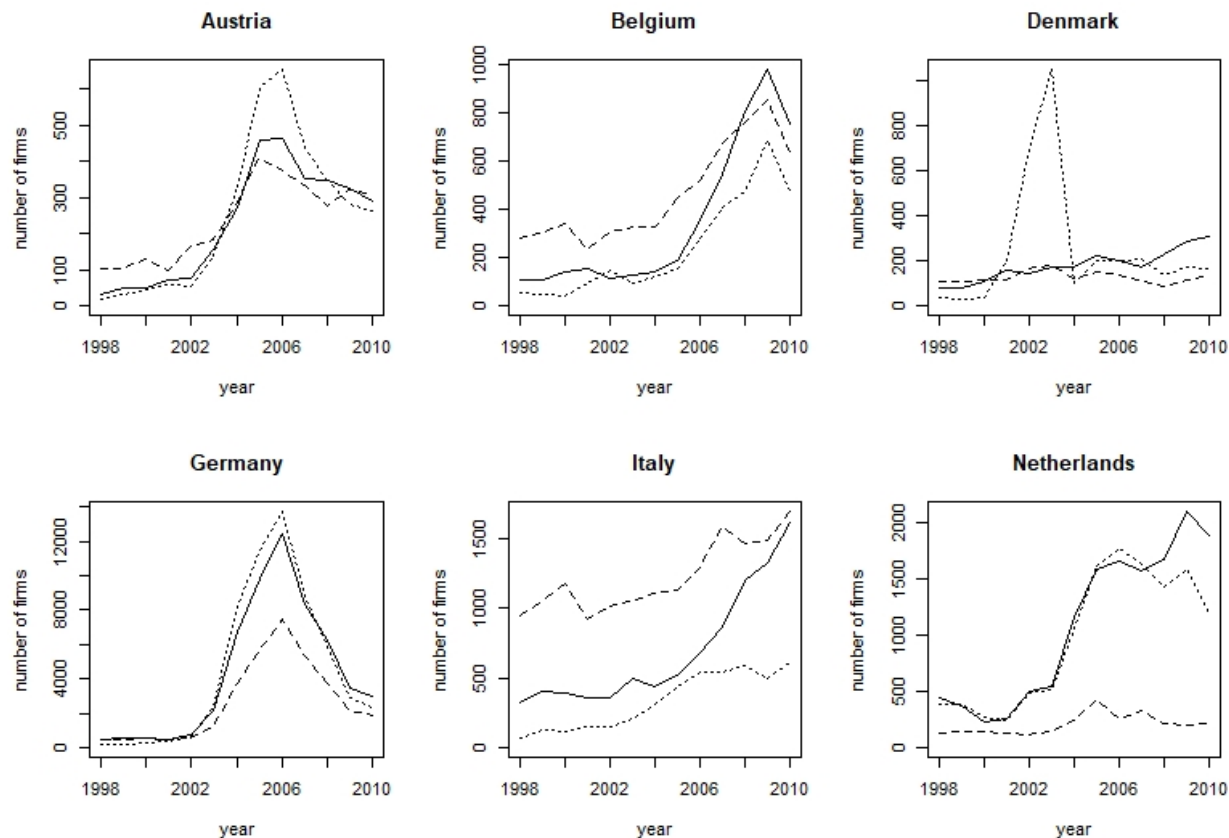 Austria
number of firms
0 100 300 500
1998 2002 2006 2010
year
Belgium
number of firms
0 200 400 600 800 1000
1998 2002 2006 2010
year
Denmark
number of firms
0 200 400 600 800
1998 2002 2006 2010
year
Germany
number of firms
0 4000 8000 12000
1998 2002 2006 2010
year
Italy
number of firms
0 500 1000 1500
1998 2002 2006 2010
year
Netherlands
number of firms
0 500 1000 1500 2000
1998 2002 2006 2010
year